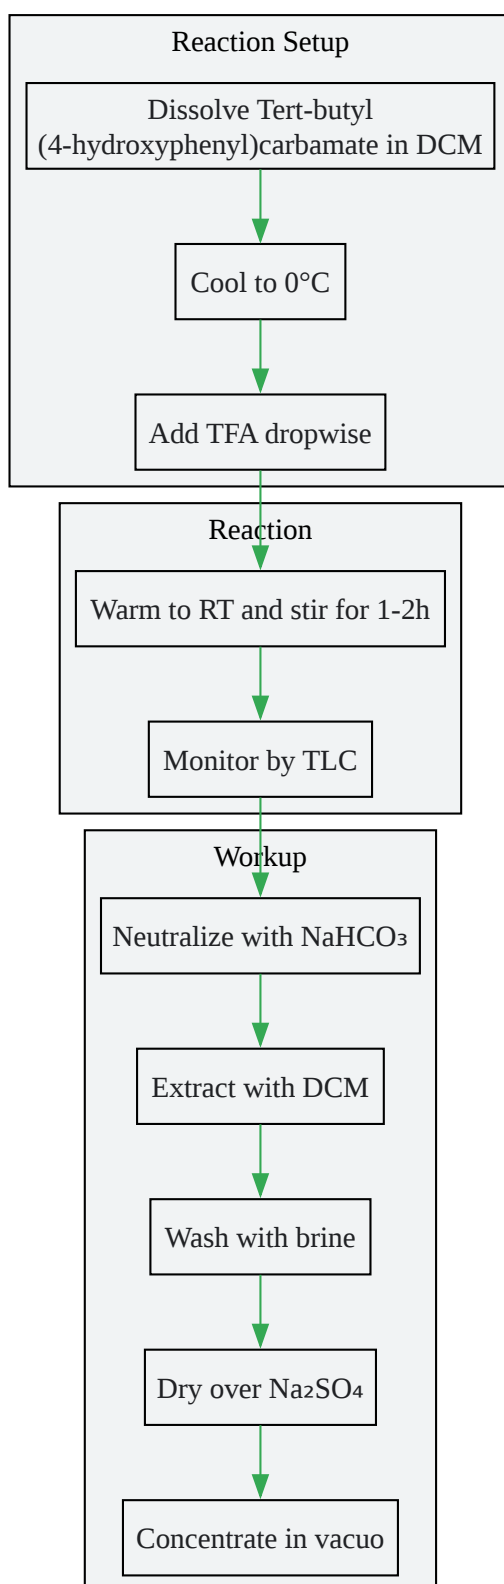 Reaction Setup
Dissolve Tert-butyl
(4-hydroxyphenyl)carbamate in DCM
Cool to 0°C
Add TFA dropwise
Reaction
Warm to RT and stir for 1-2h
Monitor by TLC
Workup
Neutralize with NaHCO₃
Extract with DCM
Wash with brine
Dry over Na₂SO₄
Concentrate in vacuo